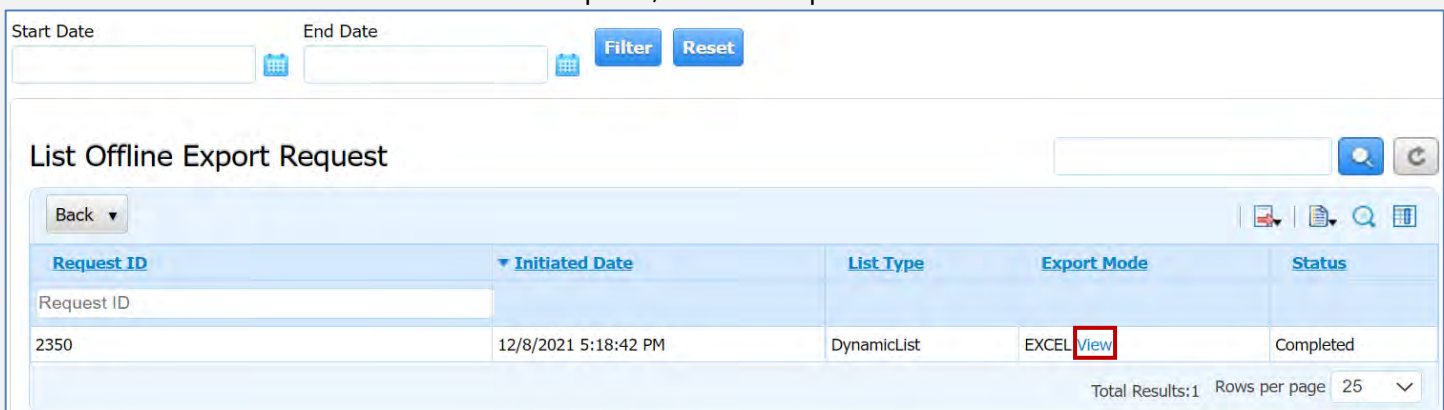 Start Date End Date
Filter Reset
List Offline Export Request
Back
Request ID Initiated Date List Type Export Mode Status
Request ID
2350 12/8/2021 5:18:42 PM DynamicList EXCEL View Completed
Total Results:1 Rows per page 25